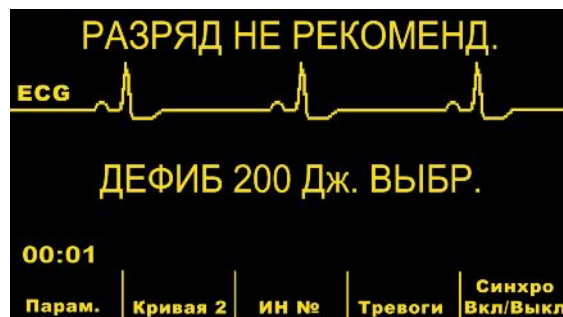 РАЗРЯД НЕ РЕКОМЕНД.
ECG
ДЕФИБ 200 Дж. ВЫБР.
00:01
Парам. Кривая 2 ИН № Тревоги Синхро Вкл/Выкл